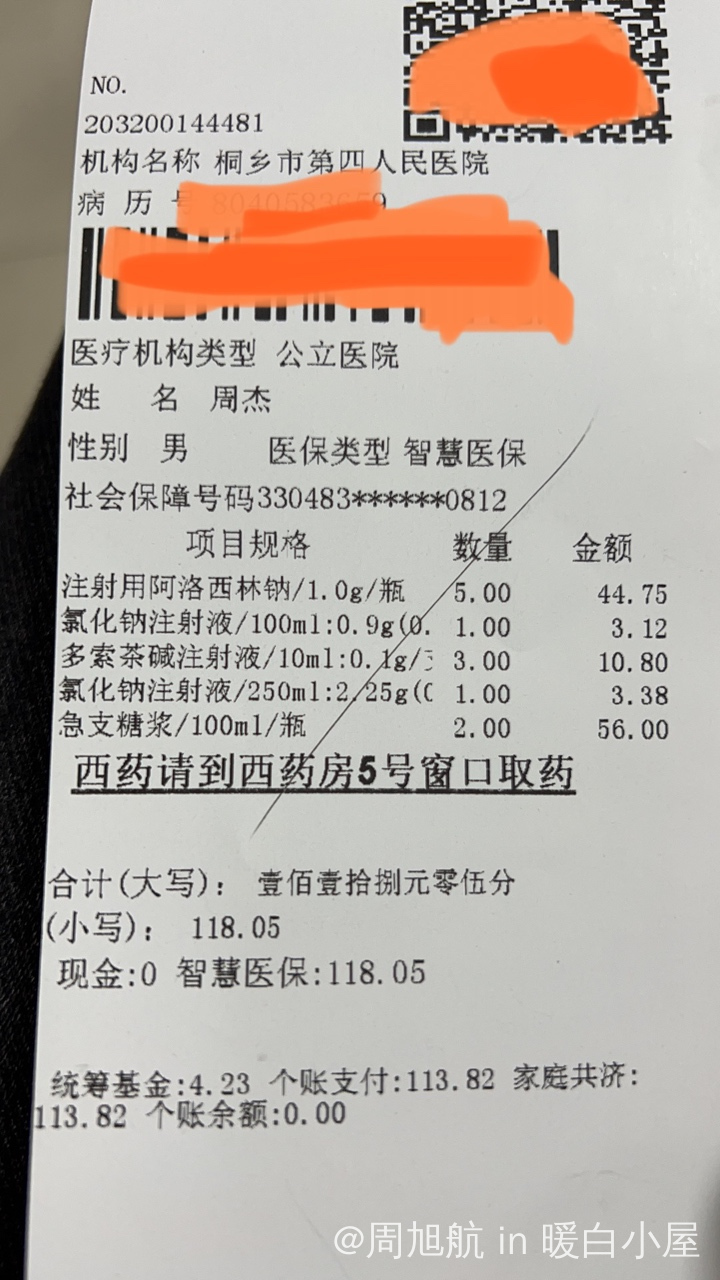 NO.
203200144481
机构名称 桐乡市第四人民医院
病 历 号
医疗机构类型 公立医院
姓 名 周杰
性别 男 医保类型 智慧医保
社会保障号码330483******0812
项目规格 数量 金额
注射用阿洛西林钠/1.0g/瓶 5.00 44.75
氯化钠注射液/100ml:0.9g(0. 1.00 3.12
多索茶碱注射液/10ml:0.1g/ 3.00 10.80
氯化钠注射液/250ml:2.25g( 1.00 3.38
急支糖浆/100ml/瓶 2.00 56.00
西药请到西药房5号窗口取药
合计(大写): 壹佰壹拾捌元零伍分
(小写): 118.05
现金:0 智慧医保:118.05
统筹基金:4.23 个账支付:113.82 家庭共济:
113.82 个账余额:0.00
@周旭航 in 暖白小屋